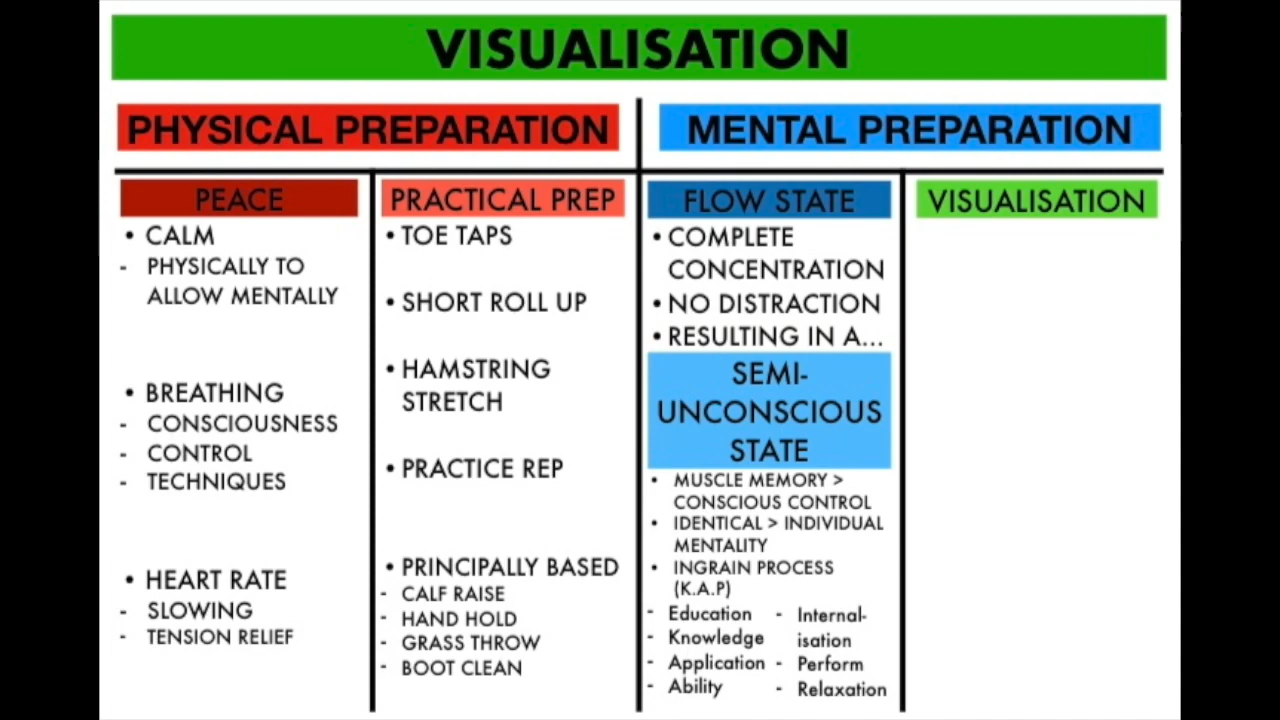 VISUALISATION
PHYSICAL PREPARATION
MENTAL PREPARATION
PEACE
• CALM
- PHYSICALLY TO
ALLOW MENTALLY
• BREATHING
- CONSCIOUSNESS
- CONTROL
- TECHNIQUES
• HEART RATE
- SLOWING
- TENSION RELIEF
PRACTICAL PREP
• TOE TAPS
• SHORT ROLL UP
• HAMSTRING
STRETCH
• PRACTICE REP
• PRINCIPALLY BASED
- CALF RAISE
- HAND HOLD
- GRASS THROW
- BOOT CLEAN
FLOW STATE
• COMPLETE
CONCENTRATION
• NO DISTRACTION
• RESULTING IN A...
SEMI-
UNCONSCIOUS
STATE
• MUSCLE MEMORY >
CONSCIOUS CONTROL
• IDENTICAL > INDIVIDUAL
MENTALITY
• INGRAIN PROCESS
(K.A.P)
- Education
- Knowledge
- Application
- Ability
- Internal-
isation
- Perform
- Relaxation
VISUALISATION